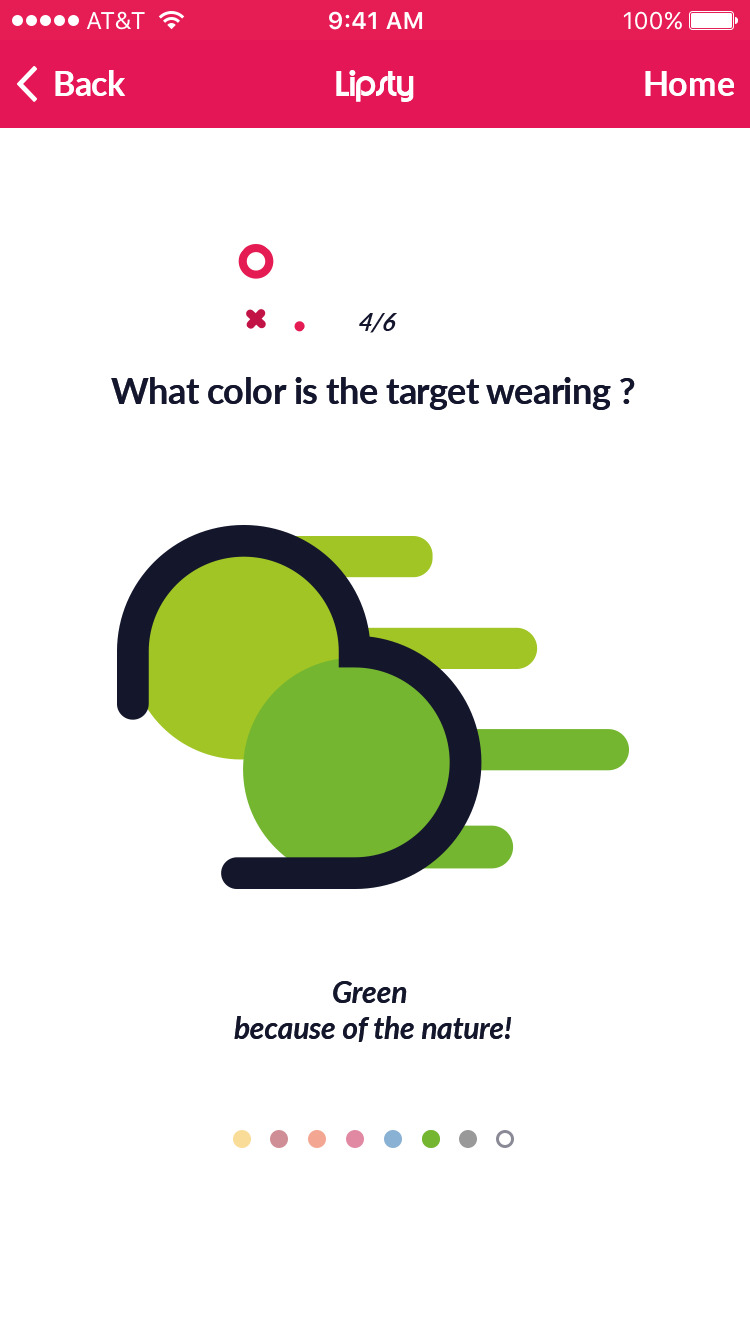 AT&T 9:41 AM 100%
Back Lipsty Home
4/6
What color is the target wearing ?
Green
because of the nature!